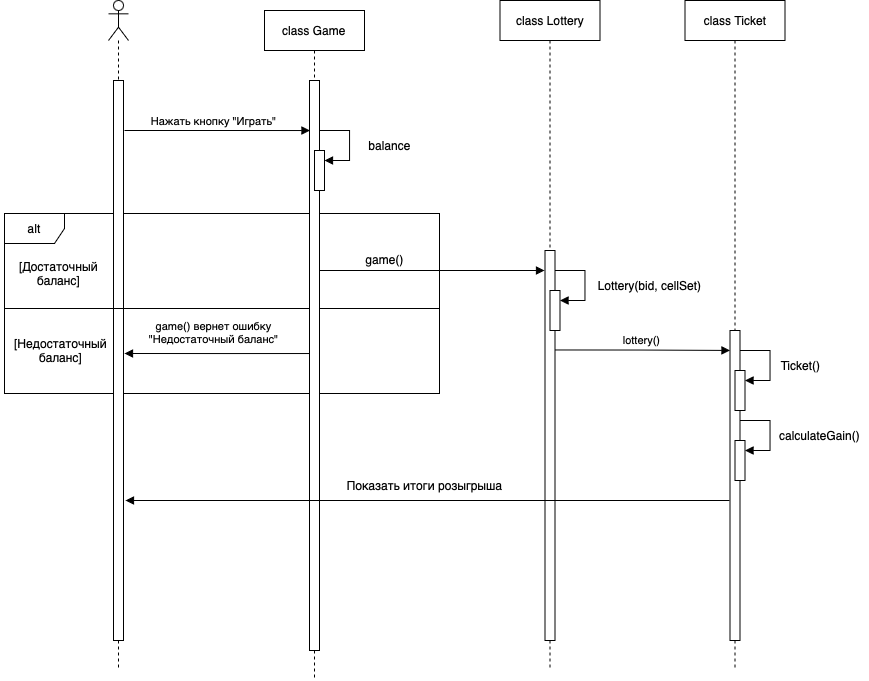 class Game
class Lottery
class Ticket
Нажать кнопку "Играть"
balance
alt
[Достаточный
баланс]
game()
Lottery(bid, cellSet)
[Недостаточный
баланс]
game() вернет ошибку
"Недостаточный баланс"
lottery()
Ticket()
calculateGain()
Показать итоги розыгрыша